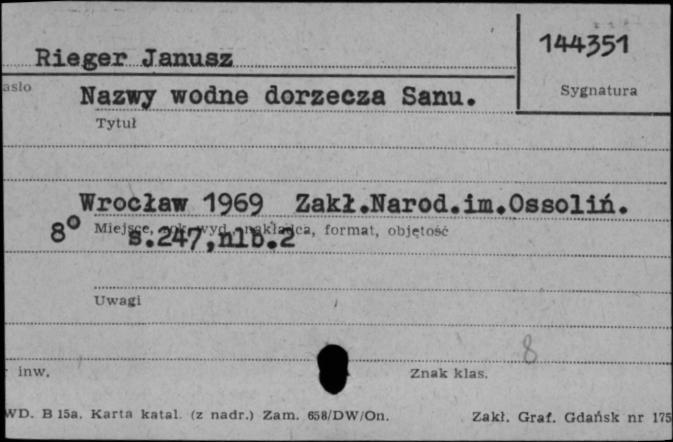 144351
Rieger Janusz
asło
Nazwy wodne dorzecza Sanu.
Sygnatura
Tytuł
Wrocław 1969 Zakł.Narod.im.Ossoliń.
8° Miejsce, rok wyd., nakładca, format, objętość
s.247,nlb.2
Uwagi
8
inw.
Znak klas.
WD. B 15a. Karta katal. (z nadr.) Zam. 658/DW/On.
Zakł. Graf. Gdańsk nr 175